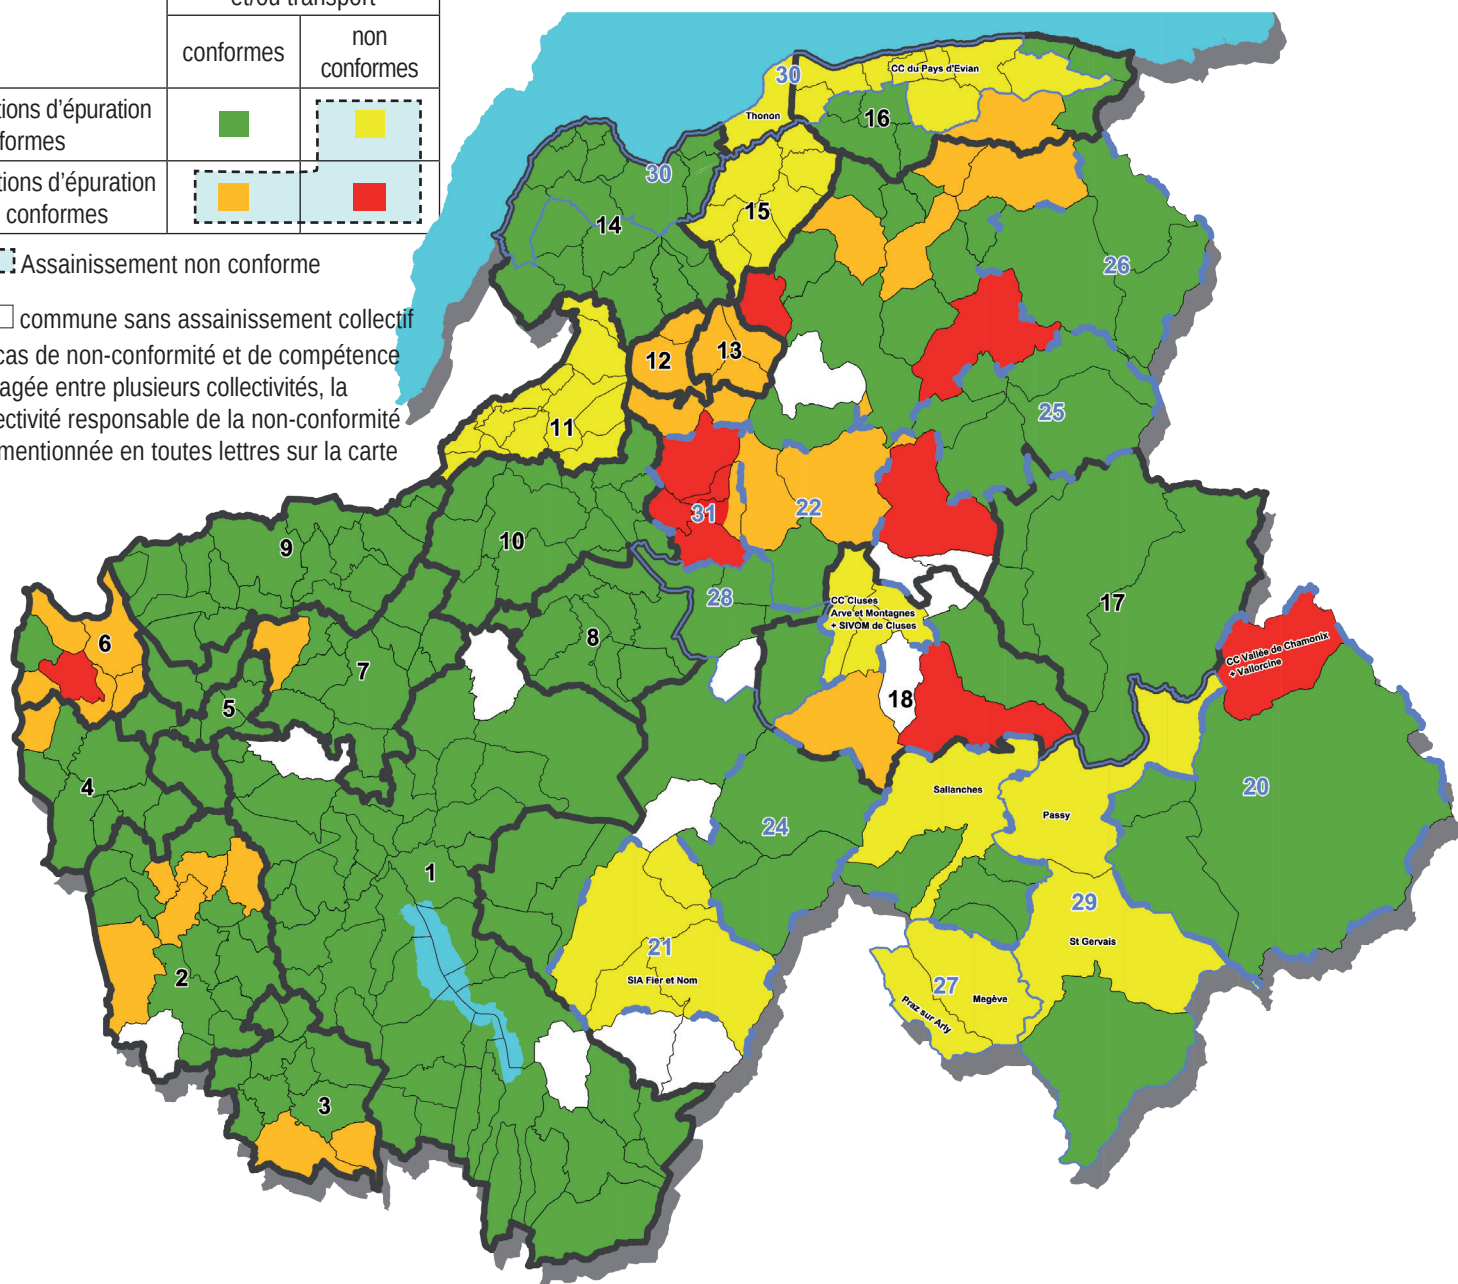 et/ou transport
conformes
non
conformes
tions d'épuration
formes
tions d'épuration
conformes
Assainissement non conforme
commune sans assainissement collectif
cas de non-conformité et de compétence
agée entre plusieurs collectivités, la
ectivité responsable de la non-conformité
mentionnée en toutes lettres sur la carte
30
CC du Pays d'Evian
Thonon
16
30
14
15
26
12
13
25
11
31
22
10
9
28
CC Cluses
Arve et Montagnes
+ SIVOM de Cluses
17
8
6
7
CC Vallée de Chamonix
+ Vallorcine
18
5
4
Sallanches
20
Passy
24
1
29
St Gervais
21
2
SIA Fier et Nom
27
Megève
Praz sur Arly
3